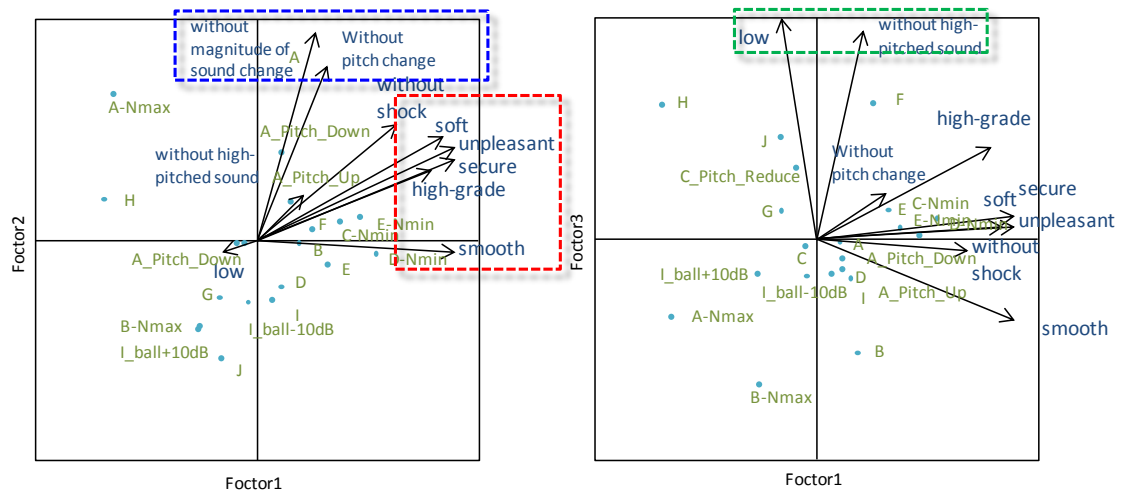 without
magnitude of
sound change
A
Without
pitch change
A-Nmax
without
shock
A_Pitch_Down
soft
unpleasant
without high-
pitched sound
secure
A_Pitch_Up
high-grade
H
F
E-Nmin
C-Nmin
B
smooth
A_Pitch_Down
low
E
D-Nmin
D
G
I
B-Nmax
I_ball-10dB
I_ball+10dB
J
Foctor2
Foctor1
low
without high-
pitched sound
H
F
high-grade
J
Without
pitch change
C_Pitch_Reduce
G
E
C-Nmin
soft
secure
E-Nmin
D-Nmin
unpleasant
A
without
shock
C
A_Pitch_Down
I_ball+10dB
D
I_ball-10dB
I
A_Pitch_Up
A-Nmax
smooth
B
B-Nmax
Foctor3
Foctor1